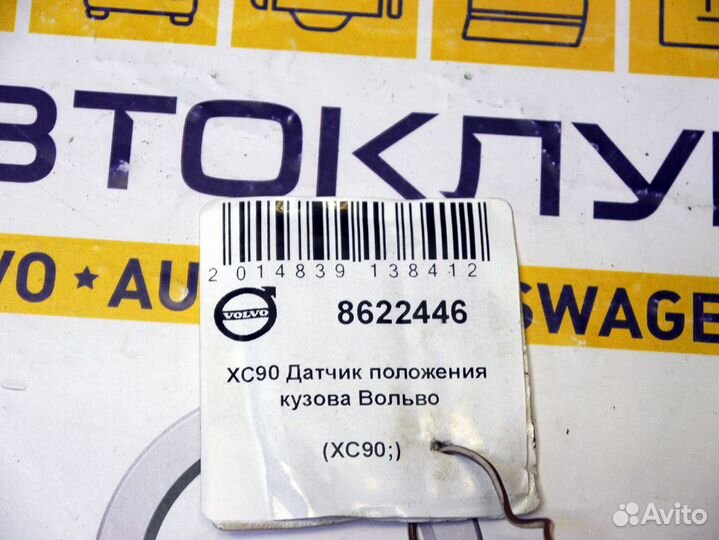 ВТОКЛУ
VO ★ AU
SWAGE
2 014839 138412
VOLVO
8622446
XC90 Датчик положения
кузова Вольво
(XC90;)
Avito